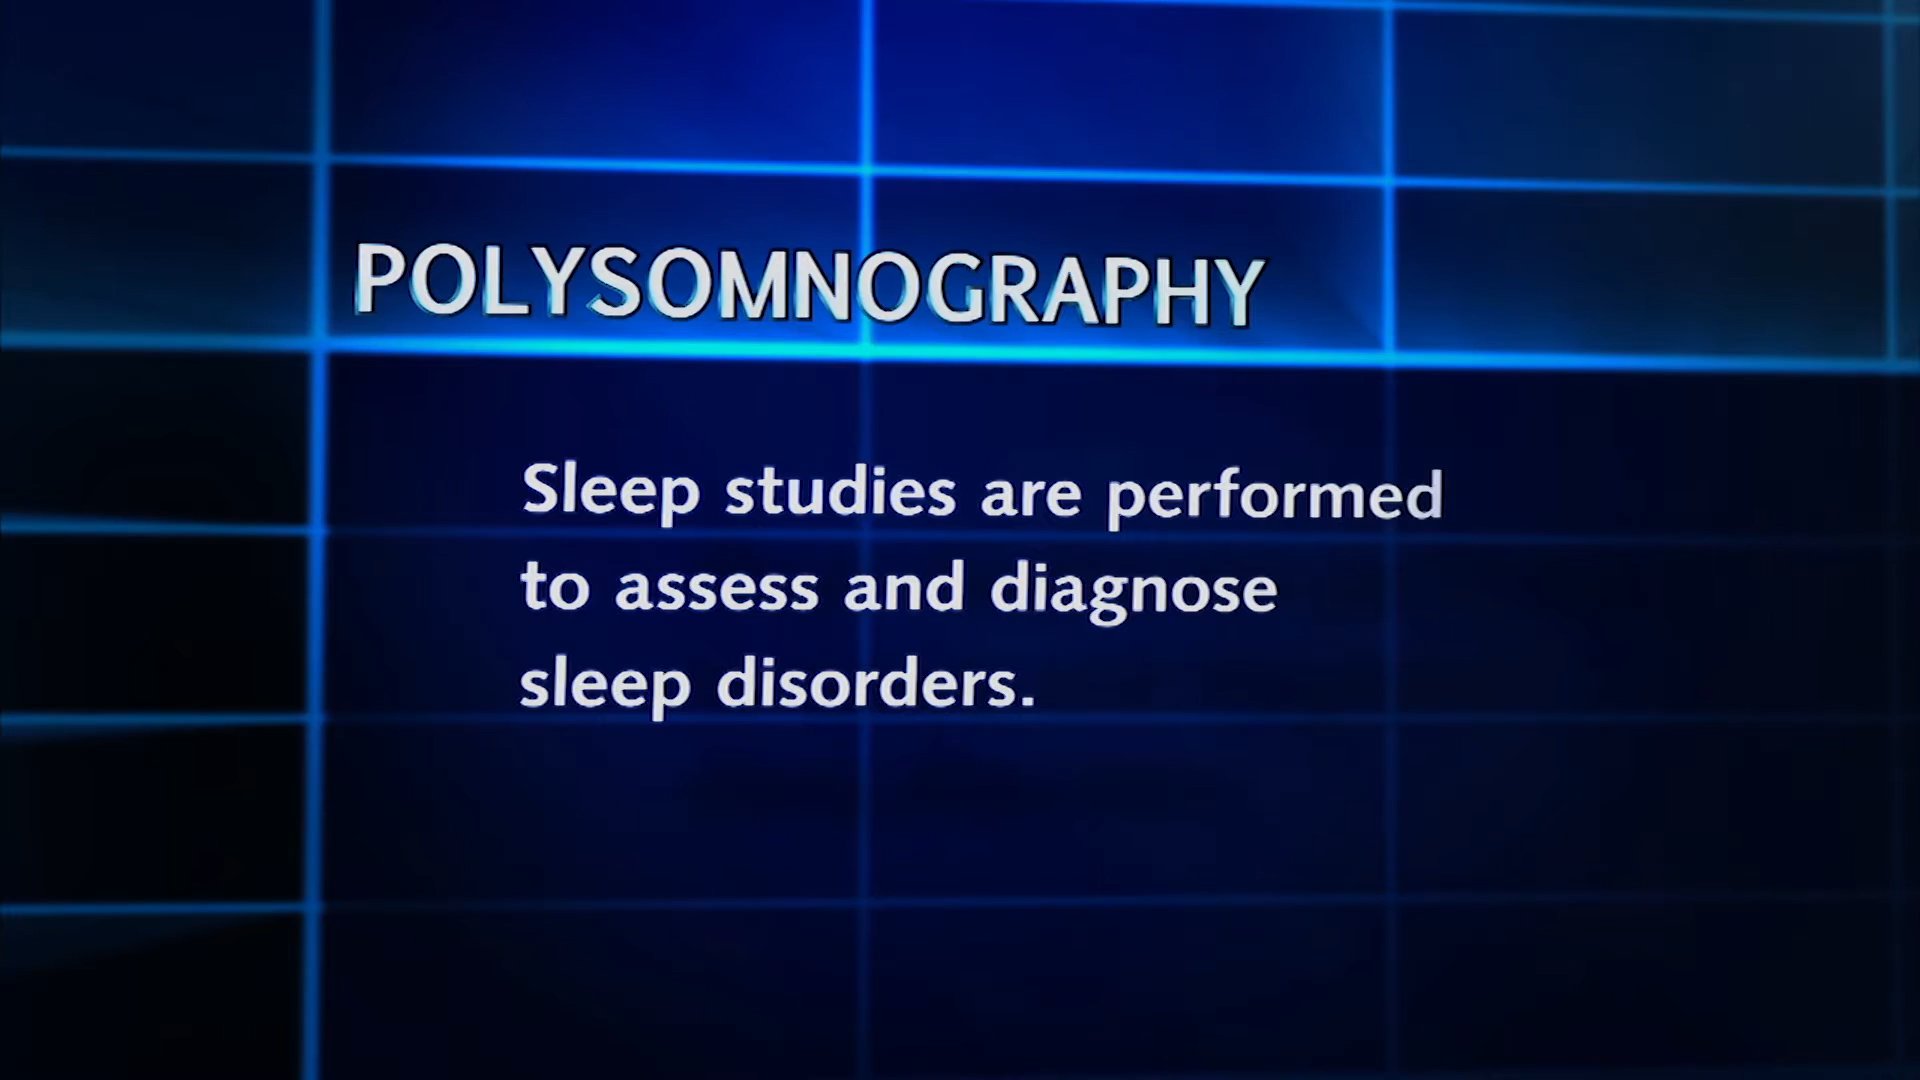 POLYSOMNOGRAPHY
Sleep studies are performed
to assess and diagnose
sleep disorders.